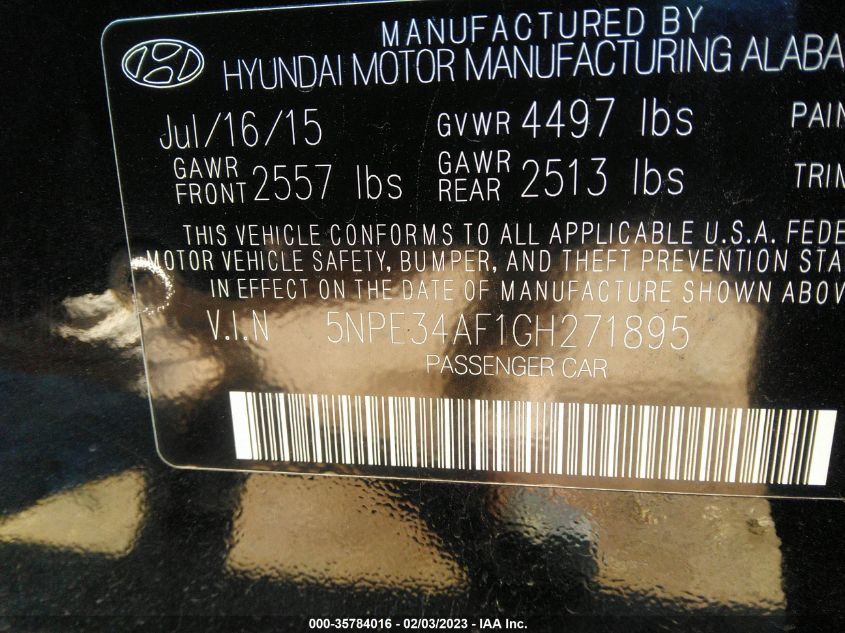 MANUFACTURED BY
HYUNDAI MOTOR MANUFACTURING ALABA
Jul/16/15 GVWR 4497 lbs PAIN
GAWR FRONT 2557 lbs GAWR REAR 2513 lbs TRIM
THIS VEHICLE CONFORMS TO ALL APPLICABLE U.S.A. FEDE
MOTOR VEHICLE SAFETY, BUMPER, AND THEFT PREVENTION STA
IN EFFECT ON THE DATE OF MANUFACTURE SHOWN ABOV
V.I.N 5NPE34AF1GH271895
PASSENGER CAR
000-35784016 - 02/03/2023 - IAA Inc.